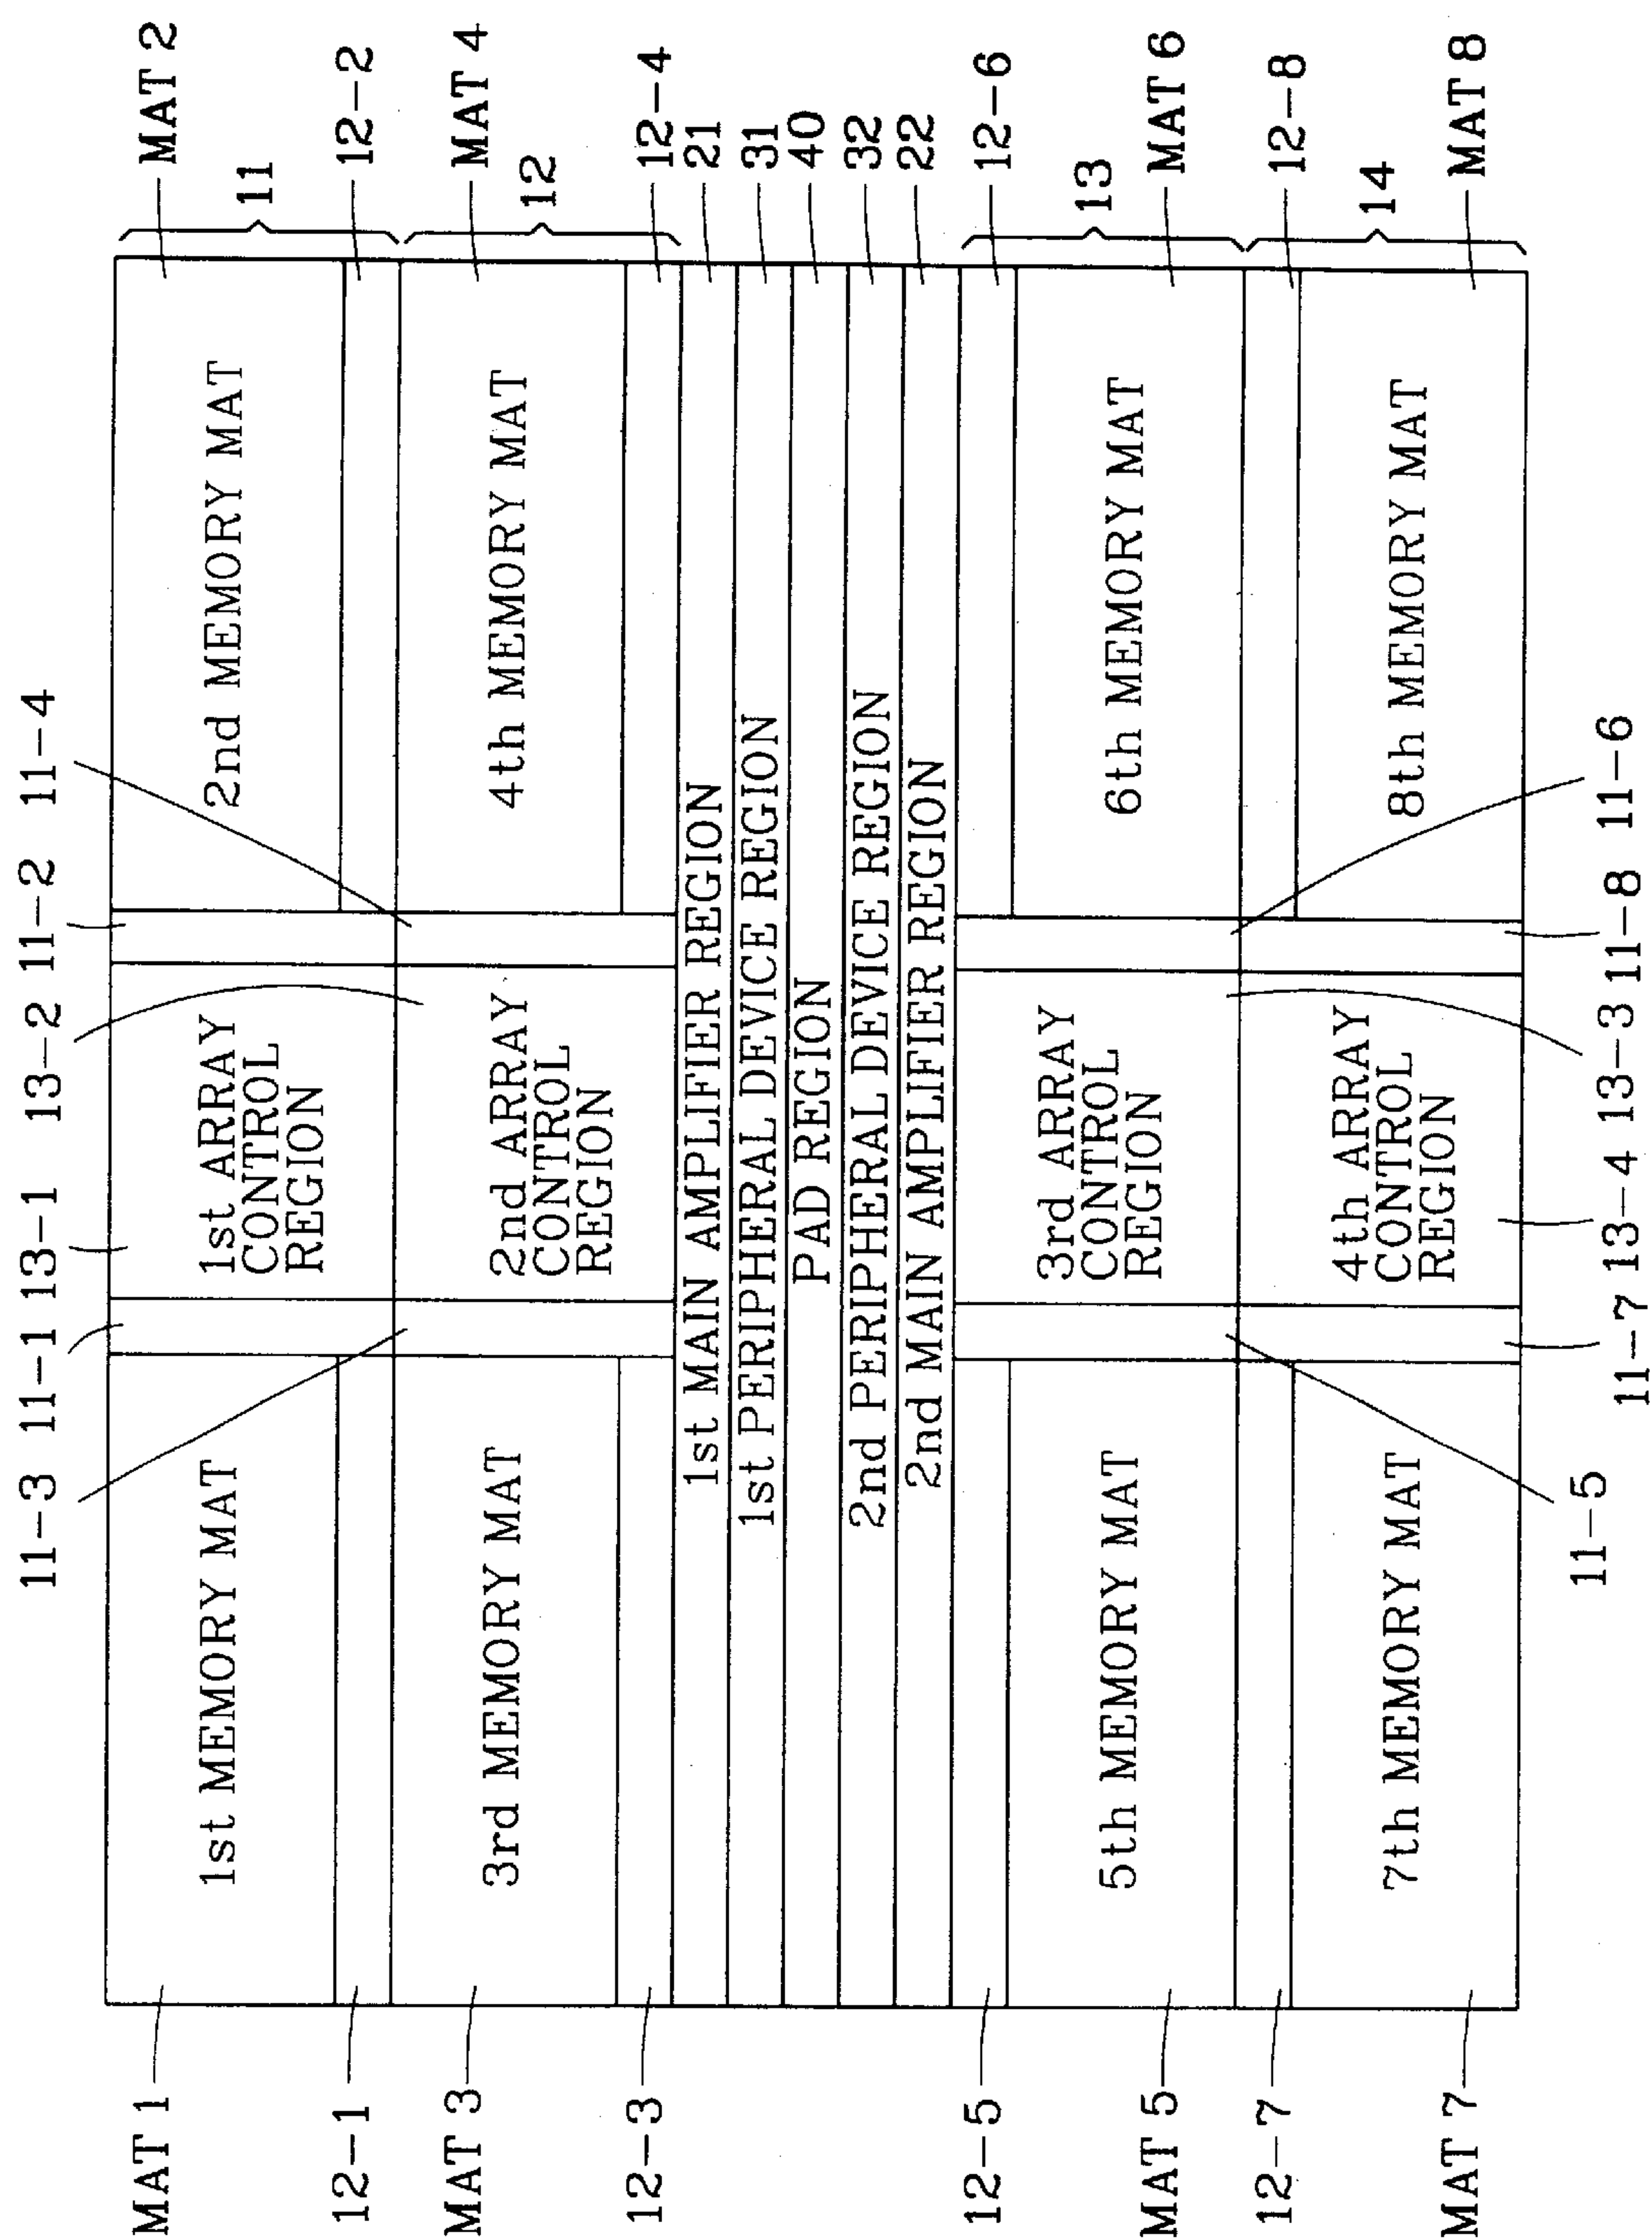 MAT 2
11
12-2
MAT 4
12
12-4
21
31
40
32
22
12-6
13
MAT 6
12-8
14
MAT 8
2nd MEMORY MAT
4th MEMORY MAT
6th MEMORY MAT
8th MEMORY MAT
11-4
11-2
13-2
13-1
11-1
11-3
11-6
11-8
13-3
13-4
11-7
11-5
1st ARRAY
CONTROL
REGION
2nd ARRAY
CONTROL
REGION
1st MAIN AMPLIFIER REGION
1st PERIPHERAL DEVICE REGION
PAD REGION
2nd PERIPHERAL DEVICE REGION
2nd MAIN AMPLIFIER REGION
3rd ARRAY
CONTROL
REGION
4th ARRAY
CONTROL
REGION
1st MEMORY MAT
3rd MEMORY MAT
5th MEMORY MAT
7th MEMORY MAT
MAT 1
12-1
MAT 3
12-3
12-5
MAT 5
12-7
MAT 7